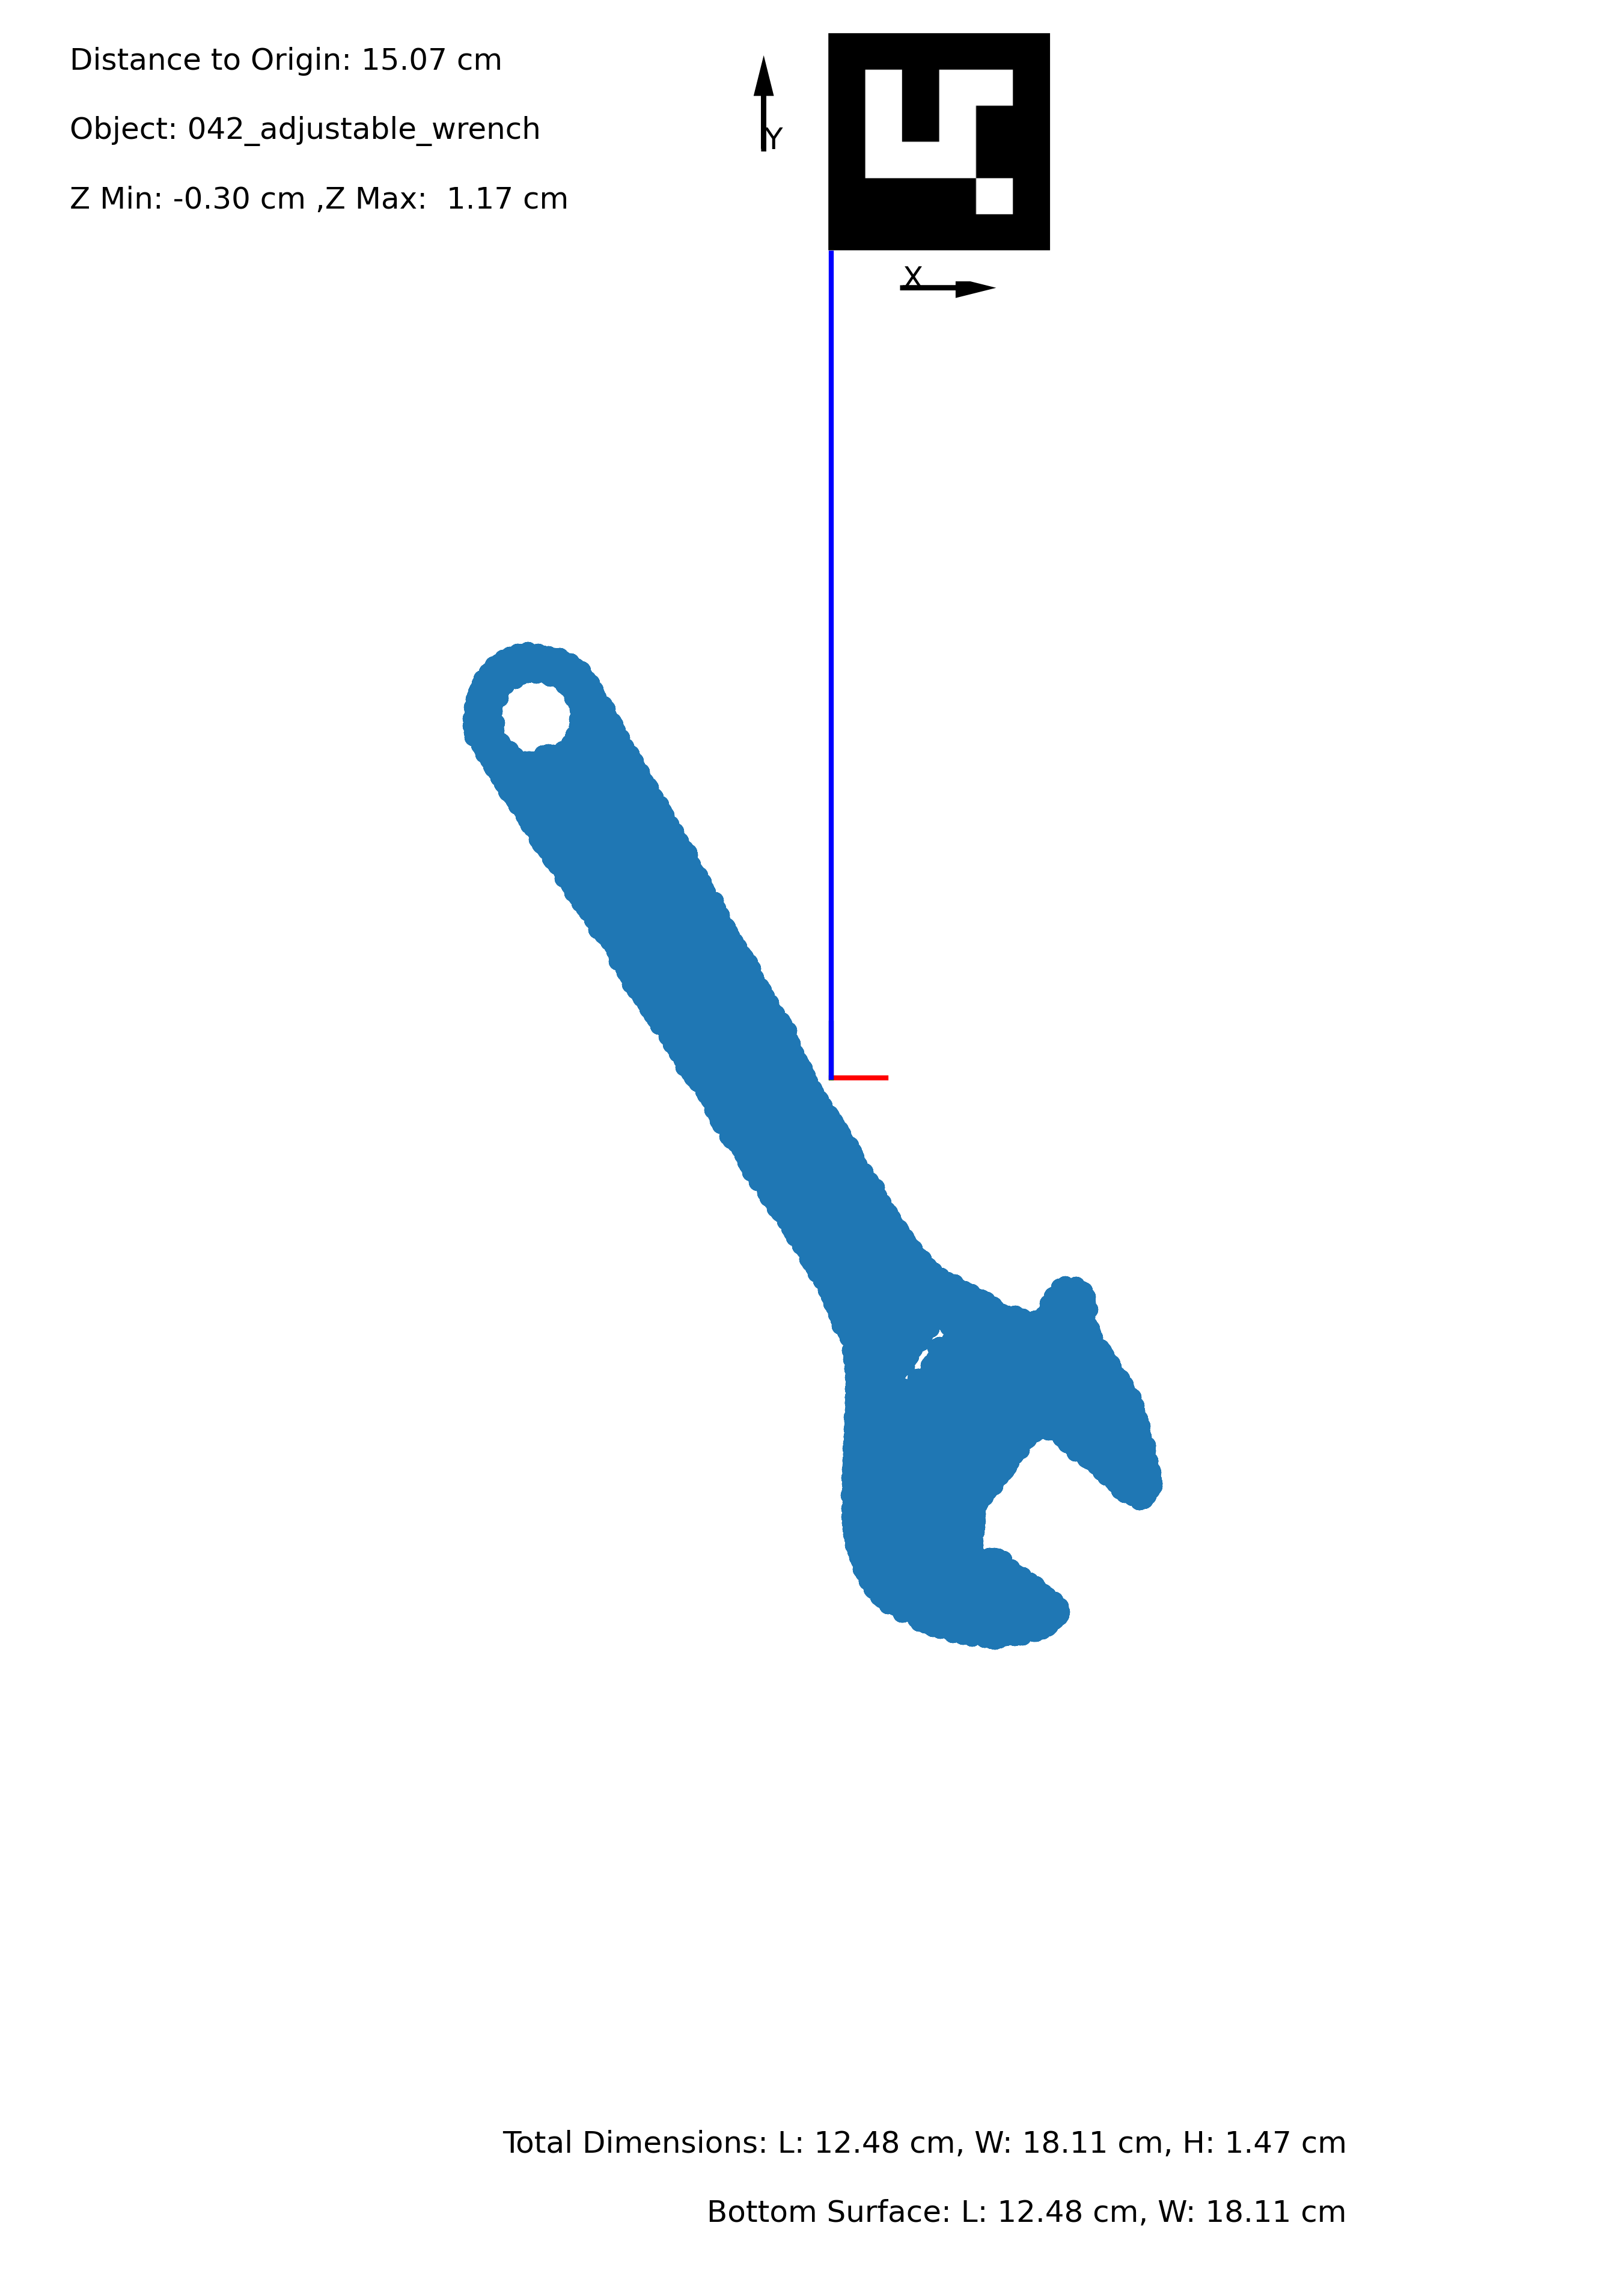 Distance to Origin: 15.07 cm
Object: 042_adjustable_wrench
Z Min: -0.30 cm ,Z Max:  1.17 cm
Y
X
Total Dimensions: L: 12.48 cm, W: 18.11 cm, H: 1.47 cm
Bottom Surface: L: 12.48 cm, W: 18.11 cm